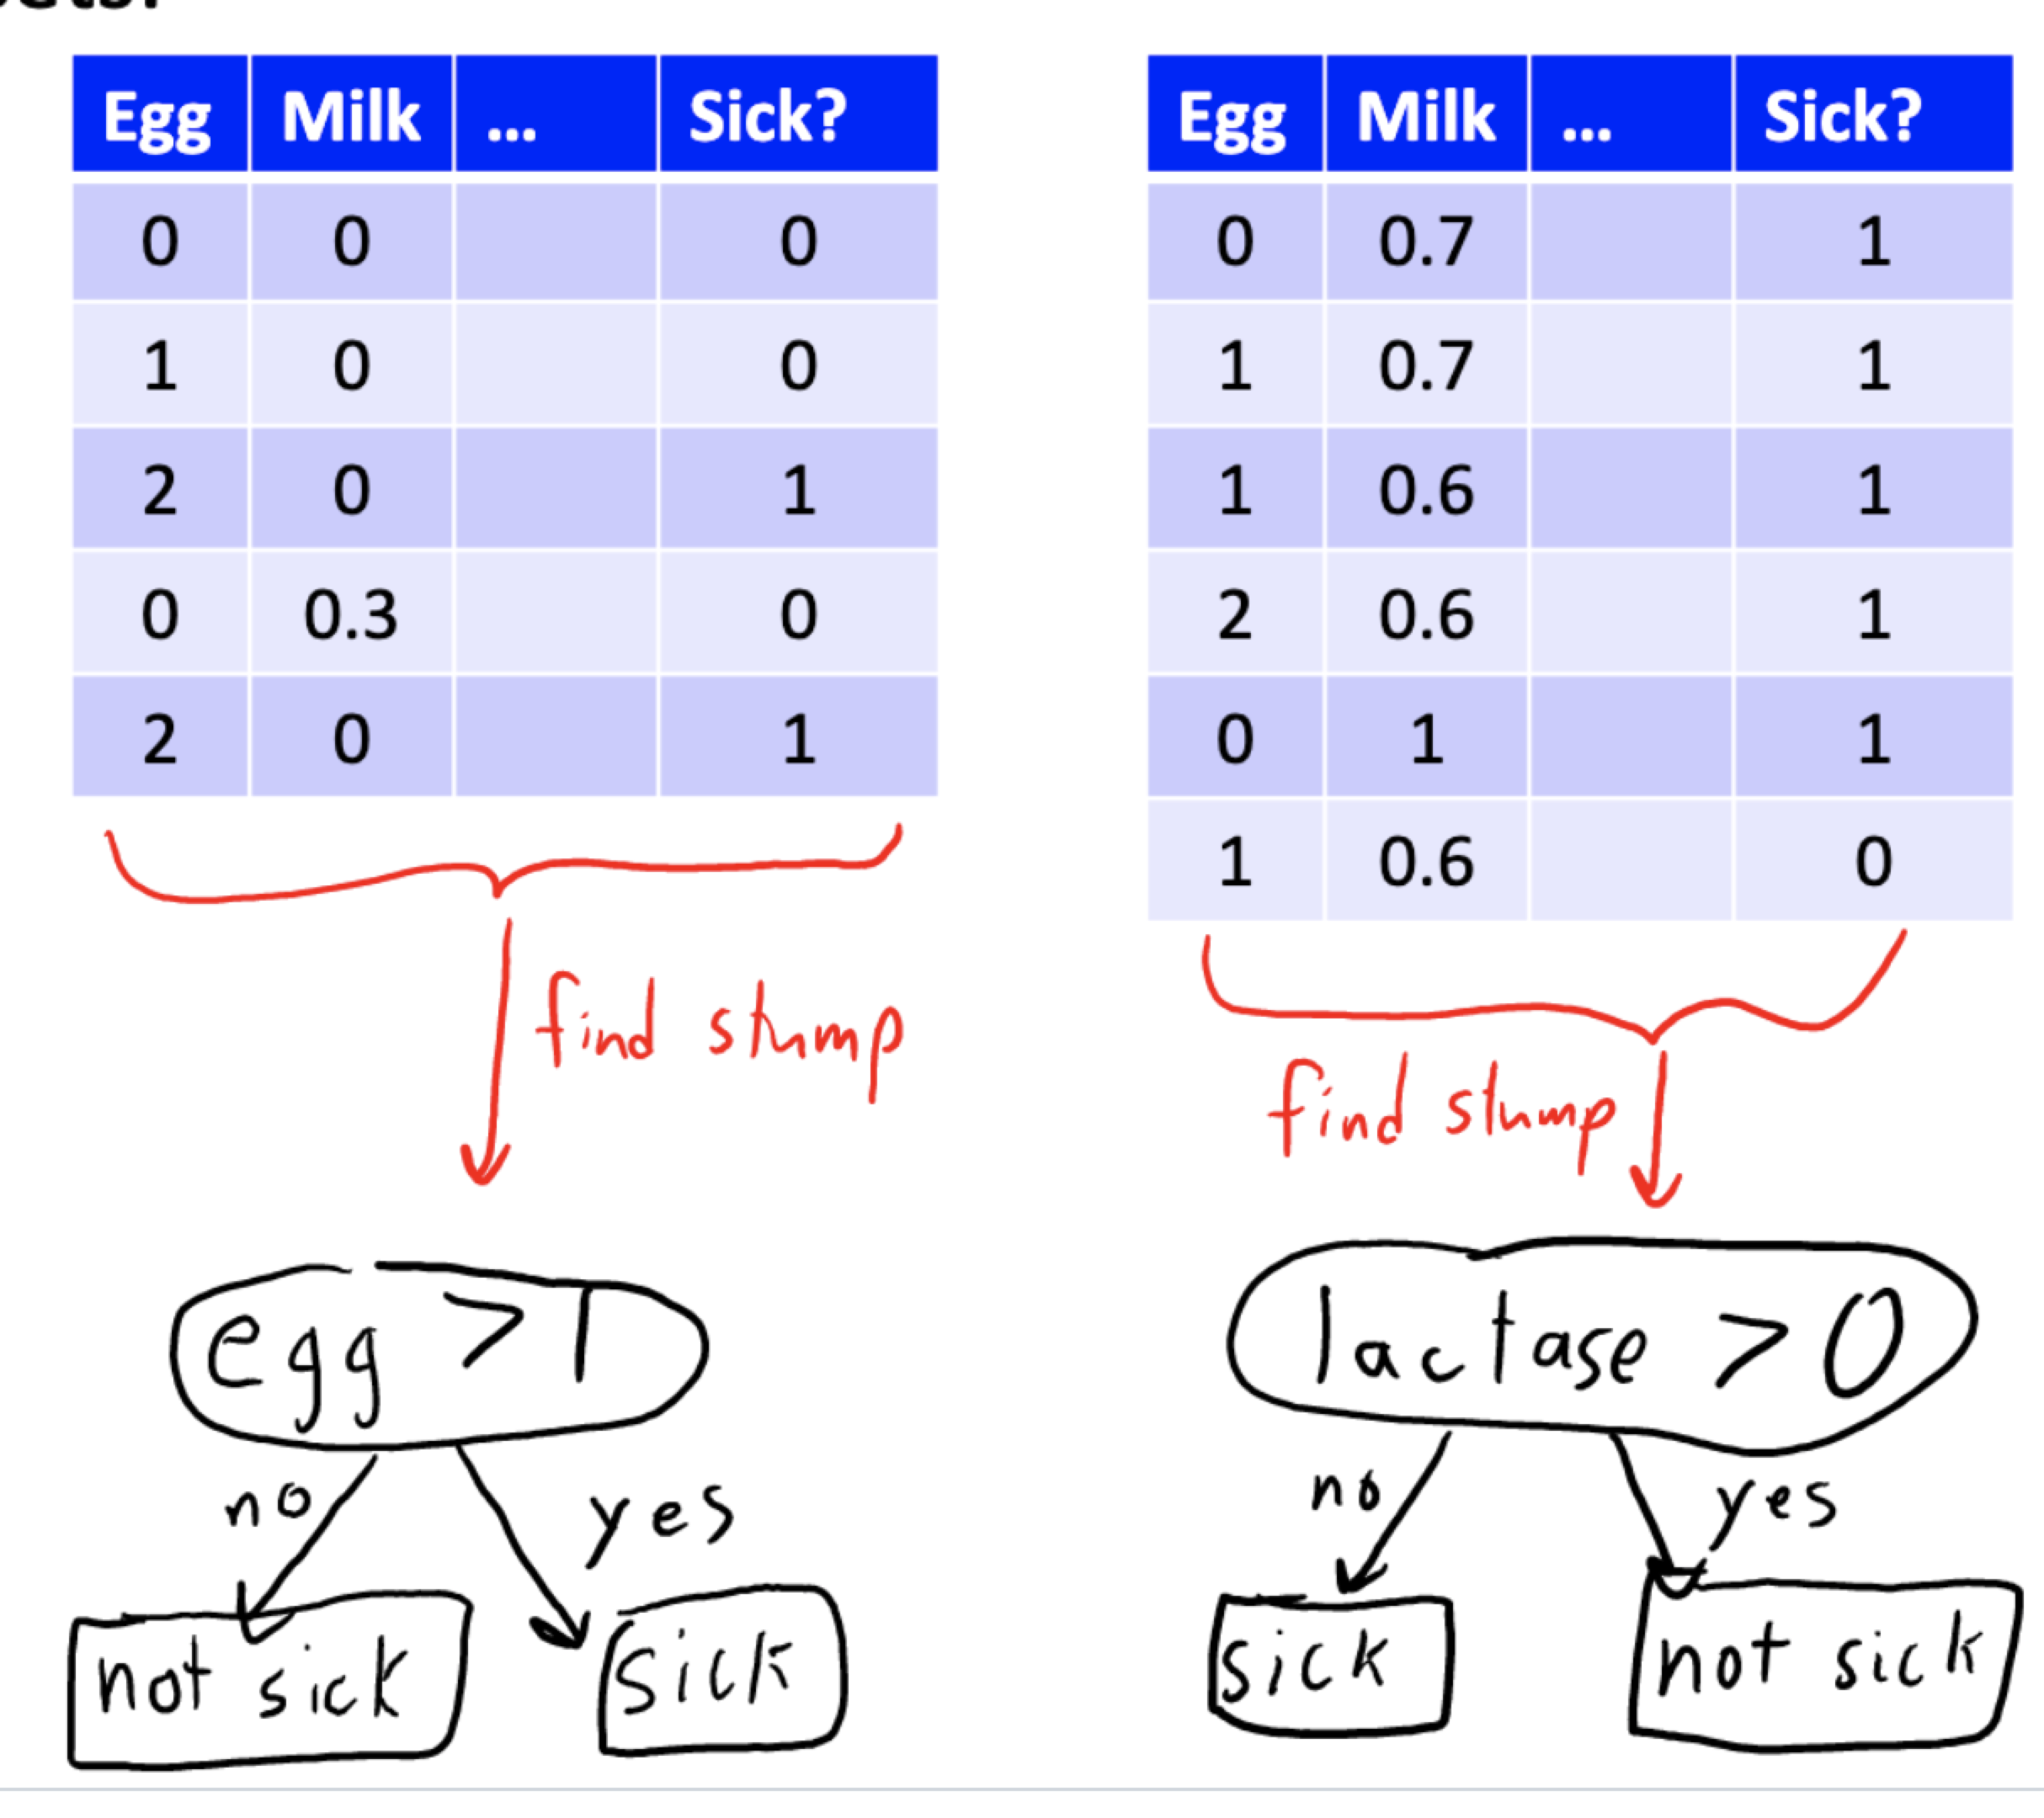 Egg Milk ... Sick?
0 0 0
1 0 0
2 0 1
0 0.3 0
2 0 1
find stump
egg > 1
no yes
not sick sick
Egg Milk ... Sick?
0 0.7 1
1 0.7 1
1 0.6 1
2 0.6 1
0 1 1
1 0.6 0
find stump
lactase > 0
no yes
sick not sick